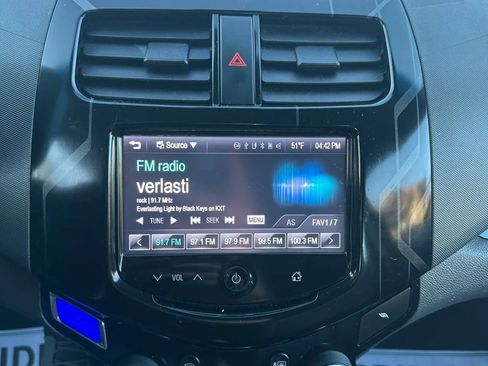 Source ▼ 51°F 04:42 PM
FM radio
verlasti
rock | 91.7 MHz
Everlasting Light by Black Keys on KXT
◀ TUNE ▶ SEEK MENU AS FAV1 / 7
91.7 FM 97.1 FM 97.9 FM 99.5 FM 100.3 FM
VOL